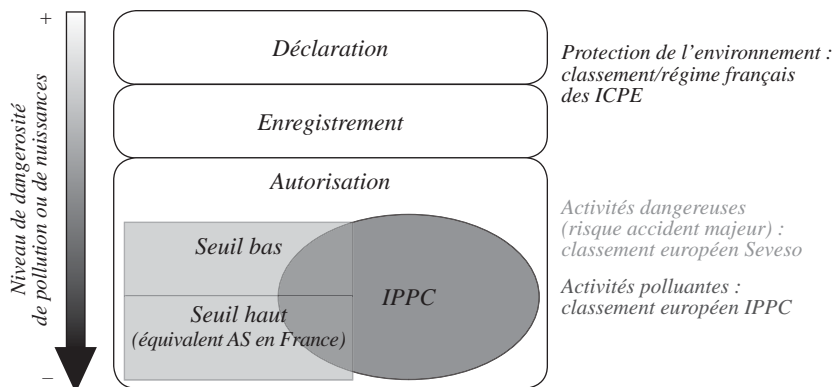 +
Niveau de dangerosité
de pollution ou de nuisances
–
Déclaration
Enregistrement
Autorisation
Seuil bas
Seuil haut
(équivalent AS en France)
IPPC
Protection de l’environnement :
classement/régime français
des ICPE
Activités dangereuses
(risque accident majeur) :
classement européen Seveso
Activités polluantes :
classement européen IPPC